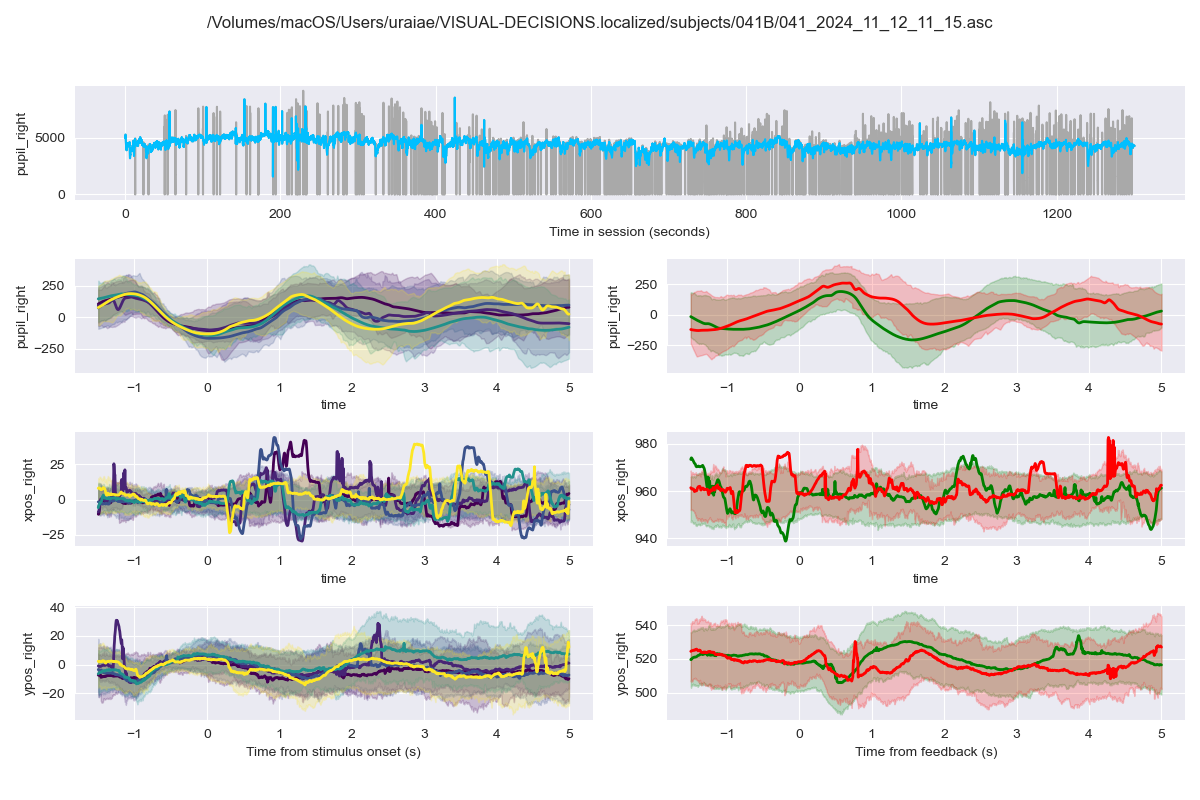 /Volumes/macOS/Users/uraiae/VISUAL-DECISIONS.localized/subjects/041B/041_2024_11_12_11_15.asc
pupil_right
5000
0
0 200 400 600 800 1000 1200
Time in session (seconds)
pupil_right
250
0
−250
−1 0 1 2 3 4 5
time
pupil_right
250
0
−250
−1 0 1 2 3 4 5
time
xpos_right
25
0
−25
−1 0 1 2 3 4 5
time
xpos_right
980
960
940
−1 0 1 2 3 4 5
time
ypos_right
40
20
0
−20
−1 0 1 2 3 4 5
Time from stimulus onset (s)
ypos_right
540
520
500
−1 0 1 2 3 4 5
Time from feedback (s)